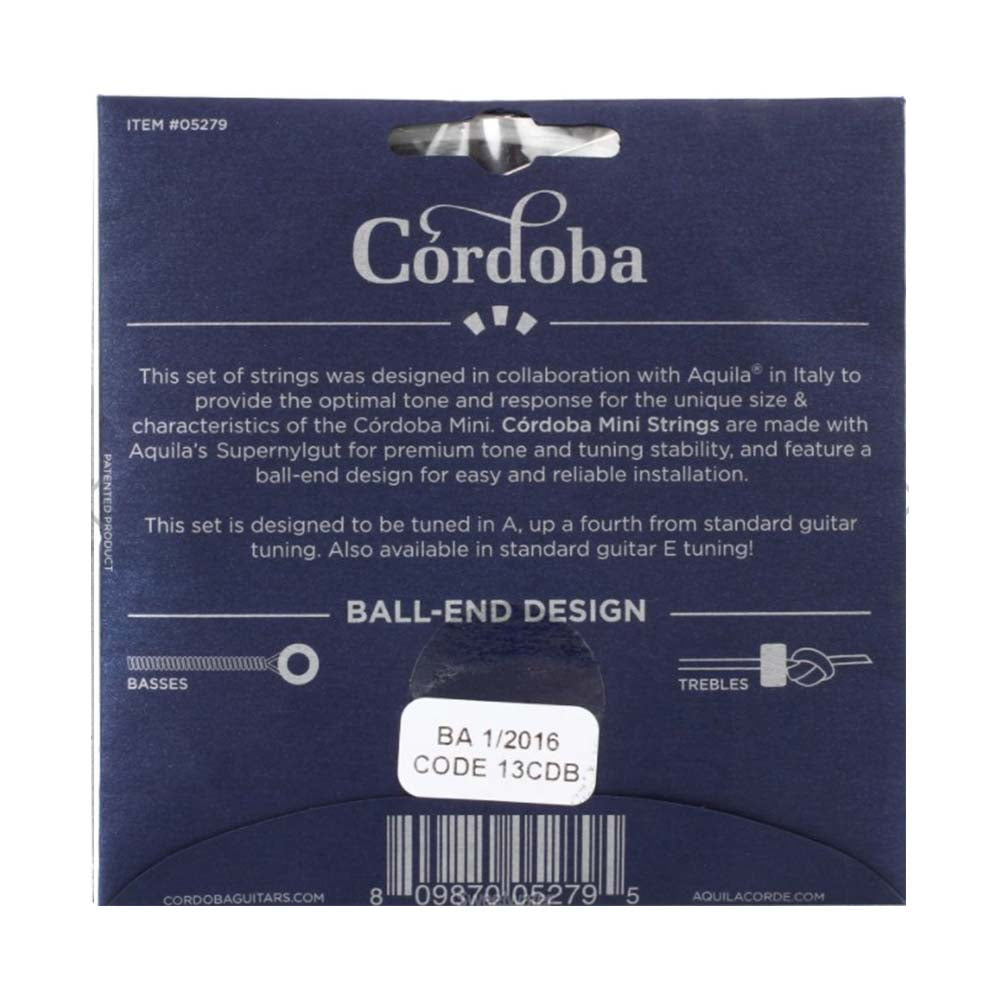 ITEM #05279
Córdoba
This set of strings was designed in collaboration with Aquila® in Italy to
provide the optimal tone and response for the unique size &
characteristics of the Córdoba Mini. Córdoba Mini Strings are made with
Aquila's Supernylgut for premium tone and tuning stability, and feature a
ball-end design for easy and reliable installation.
This set is designed to be tuned in A, up a fourth from standard guitar
tuning. Also available in standard guitar E tuning!
PATENTED PRODUCT
BALL-END DESIGN
BASSES
TREBLES
BA 1/2016
CODE 13CDB
CORDOBAGUITARS.COM
8 09870 05279 5
AQUILACORDE.COM